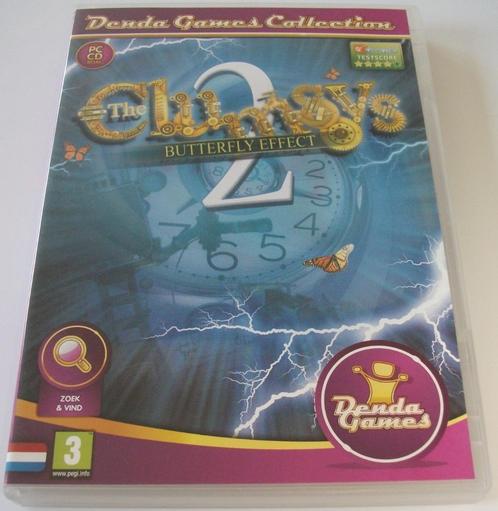 Denda Games Collection
PC
CD
ROM
TESTSCORE
The Clumsys
2
BUTTERFLY EFFECT
ZOEK
& VIND
3
www.pegi.info
Denda
Games